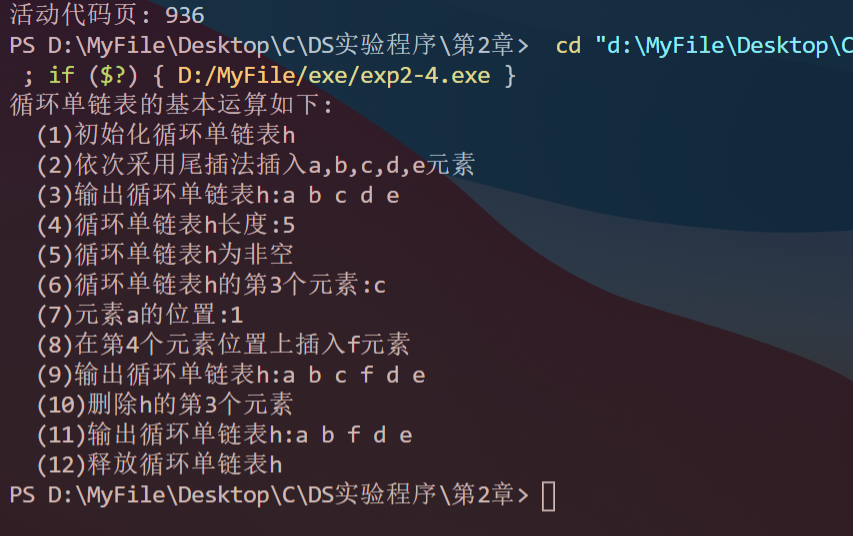 活动代码页: 936
PS D:\MyFile\Desktop\C\DS实验程序\第2章>  cd "d:\MyFile\Desktop\C
 ; if ($?) { D:/MyFile/exe/exp2-4.exe }
循环单链表的基本运算如下:
  (1)初始化循环单链表h
  (2)依次采用尾插法插入a,b,c,d,e元素
  (3)输出循环单链表h:a b c d e
  (4)循环单链表h长度:5
  (5)循环单链表h为非空
  (6)循环单链表h的第3个元素:c
  (7)元素a的位置:1
  (8)在第4个元素位置上插入f元素
  (9)输出循环单链表h:a b c f d e
  (10)删除h的第3个元素
  (11)输出循环单链表h:a b f d e
  (12)释放循环单链表h
PS D:\MyFile\Desktop\C\DS实验程序\第2章>